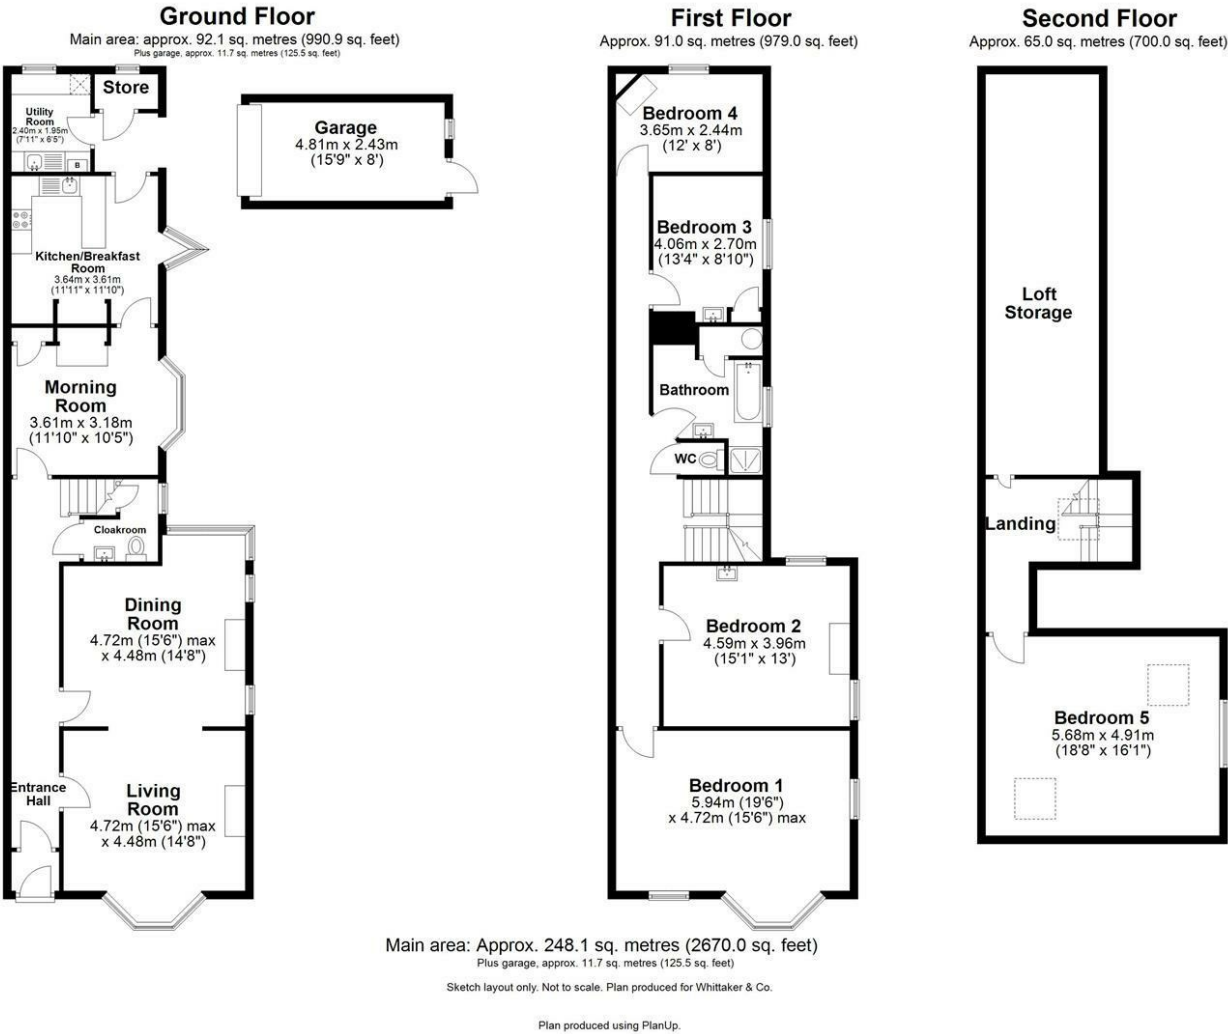 Ground Floor
Main area: approx. 92.1 sq. metres (990.9 sq. feet)
Plus garage, approx. 11.7 sq. metres (125.5 sq. feet)
Store
Utility
Room
2.40m x 1.95m
(7'11" x 6'5")
B
Garage
4.81m x 2.43m
(15'9" x 8')
Kitchen/Breakfast
Room
3.64m x 3.61m
(11'11" x 11'10")
Morning
Room
3.61m x 3.18m
(11'10" x 10'5")
Cloakroom
Dining
Room
4.72m (15'6") max
x 4.48m (14'8")
Entrance
Hall
Living
Room
4.72m (15'6") max
x 4.48m (14'8")
First Floor
Approx. 91.0 sq. metres (979.0 sq. feet)
Bedroom 4
3.65m x 2.44m
(12' x 8')
Bedroom 3
4.06m x 2.70m
(13'4" x 8'10")
Bathroom
WC
Bedroom 2
4.59m x 3.96m
(15'1" x 13')
Bedroom 1
5.94m (19'6")
x 4.72m (15'6") max
Second Floor
Approx. 65.0 sq. metres (700.0 sq. feet)
Loft
Storage
Landing
Bedroom 5
5.68m x 4.91m
(18'8" x 16'1")
Main area: Approx. 248.1 sq. metres (2670.0 sq. feet)
Plus garage, approx. 11.7 sq. metres (125.5 sq. feet)
Sketch layout only. Not to scale. Plan produced for Whittaker & Co.
Plan produced using PlanUp.